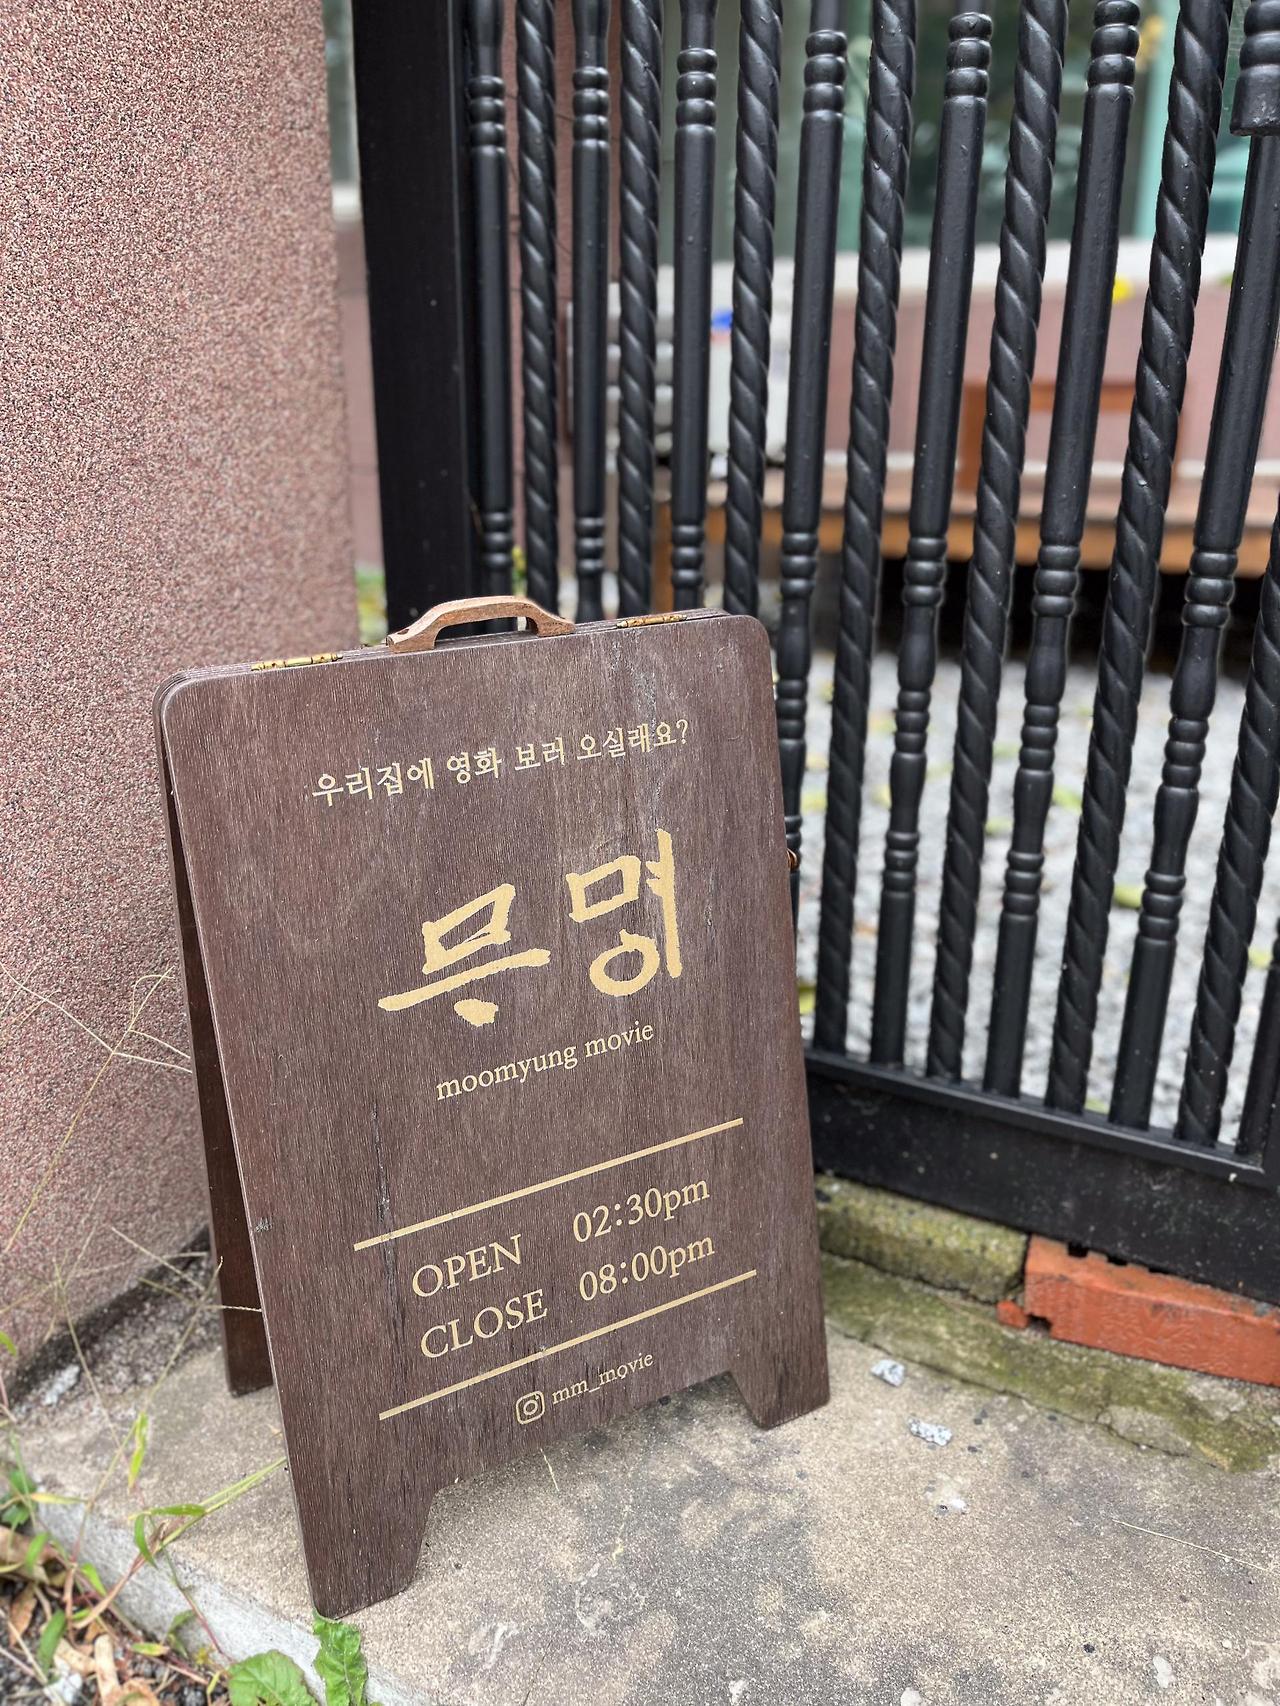 우리집에 영화 보러 오실래요?
무명
moomyung movie
OPEN 02:30pm
CLOSE 08:00pm
mm_movie